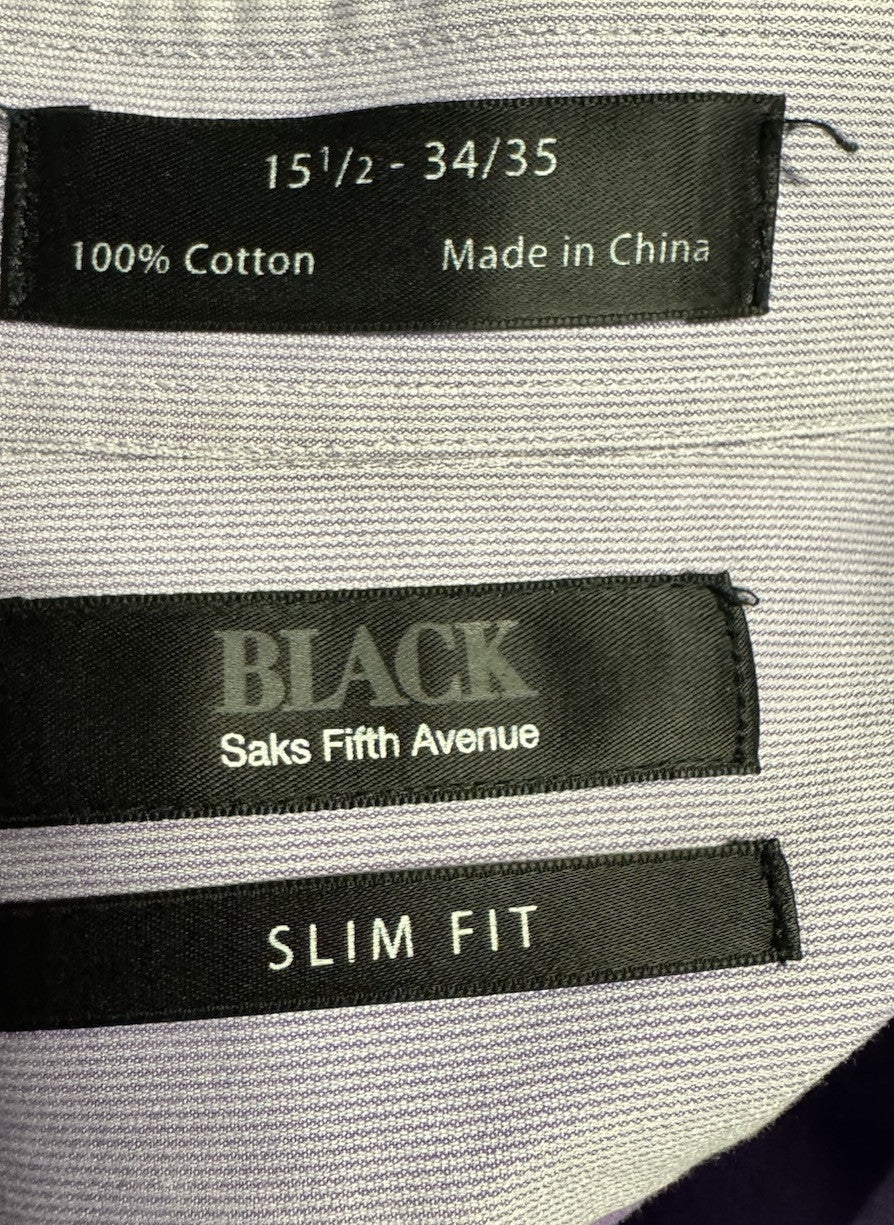 15 1/2 - 34/35
100% Cotton Made in China
BLACK
Saks Fifth Avenue
SLIM FIT